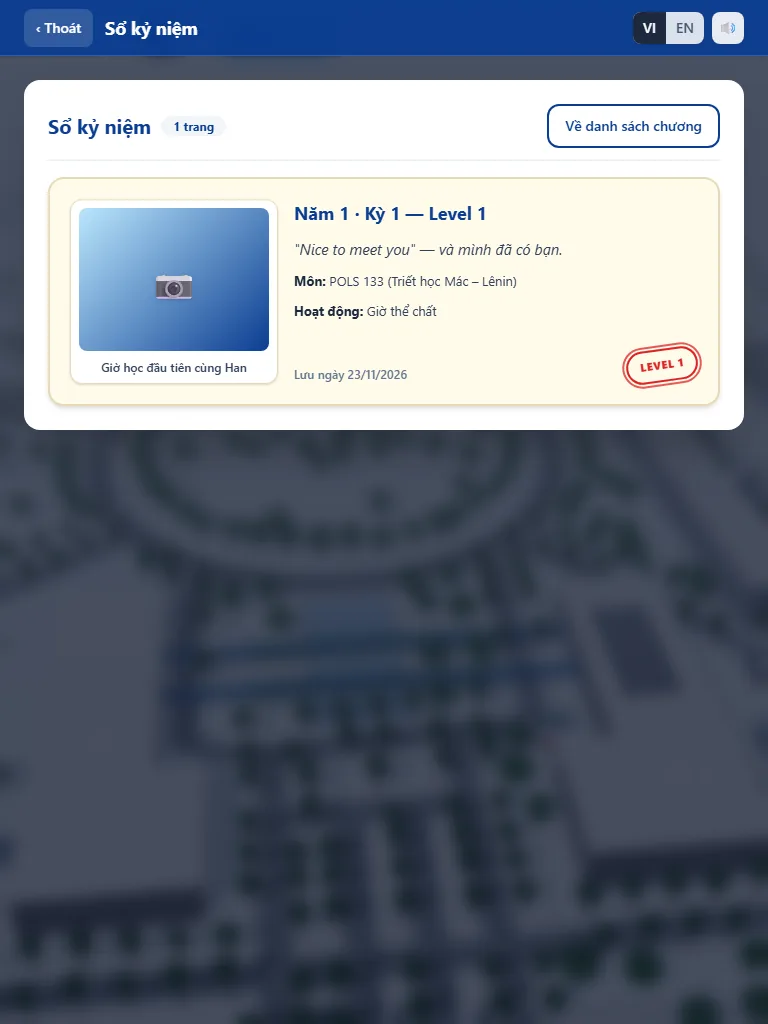 ‹ Thoát
Sổ kỷ niệm
VI
EN
Sổ kỷ niệm
1 trang
Về danh sách chương
Năm 1 · Kỳ 1 — Level 1
"Nice to meet you" — và mình đã có bạn.
Môn: POLS 133 (Triết học Mác – Lênin)
Hoạt động: Giờ thể chất
Giờ học đầu tiên cùng Han
Lưu ngày 23/11/2026
LEVEL 1